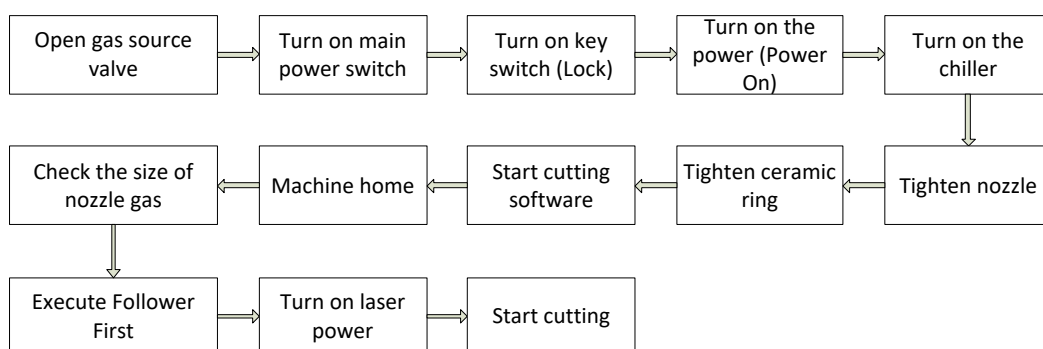 Open gas source
valve
Turn on main
power switch
Turn on key
switch (Lock)
Turn on the
power (Power
On)
Turn on the
chiller
Tighten nozzle
Tighten ceramic
ring
Start cutting
software
Machine home
Check the size of
nozzle gas
Execute Follower
First
Turn on laser
power
Start cutting